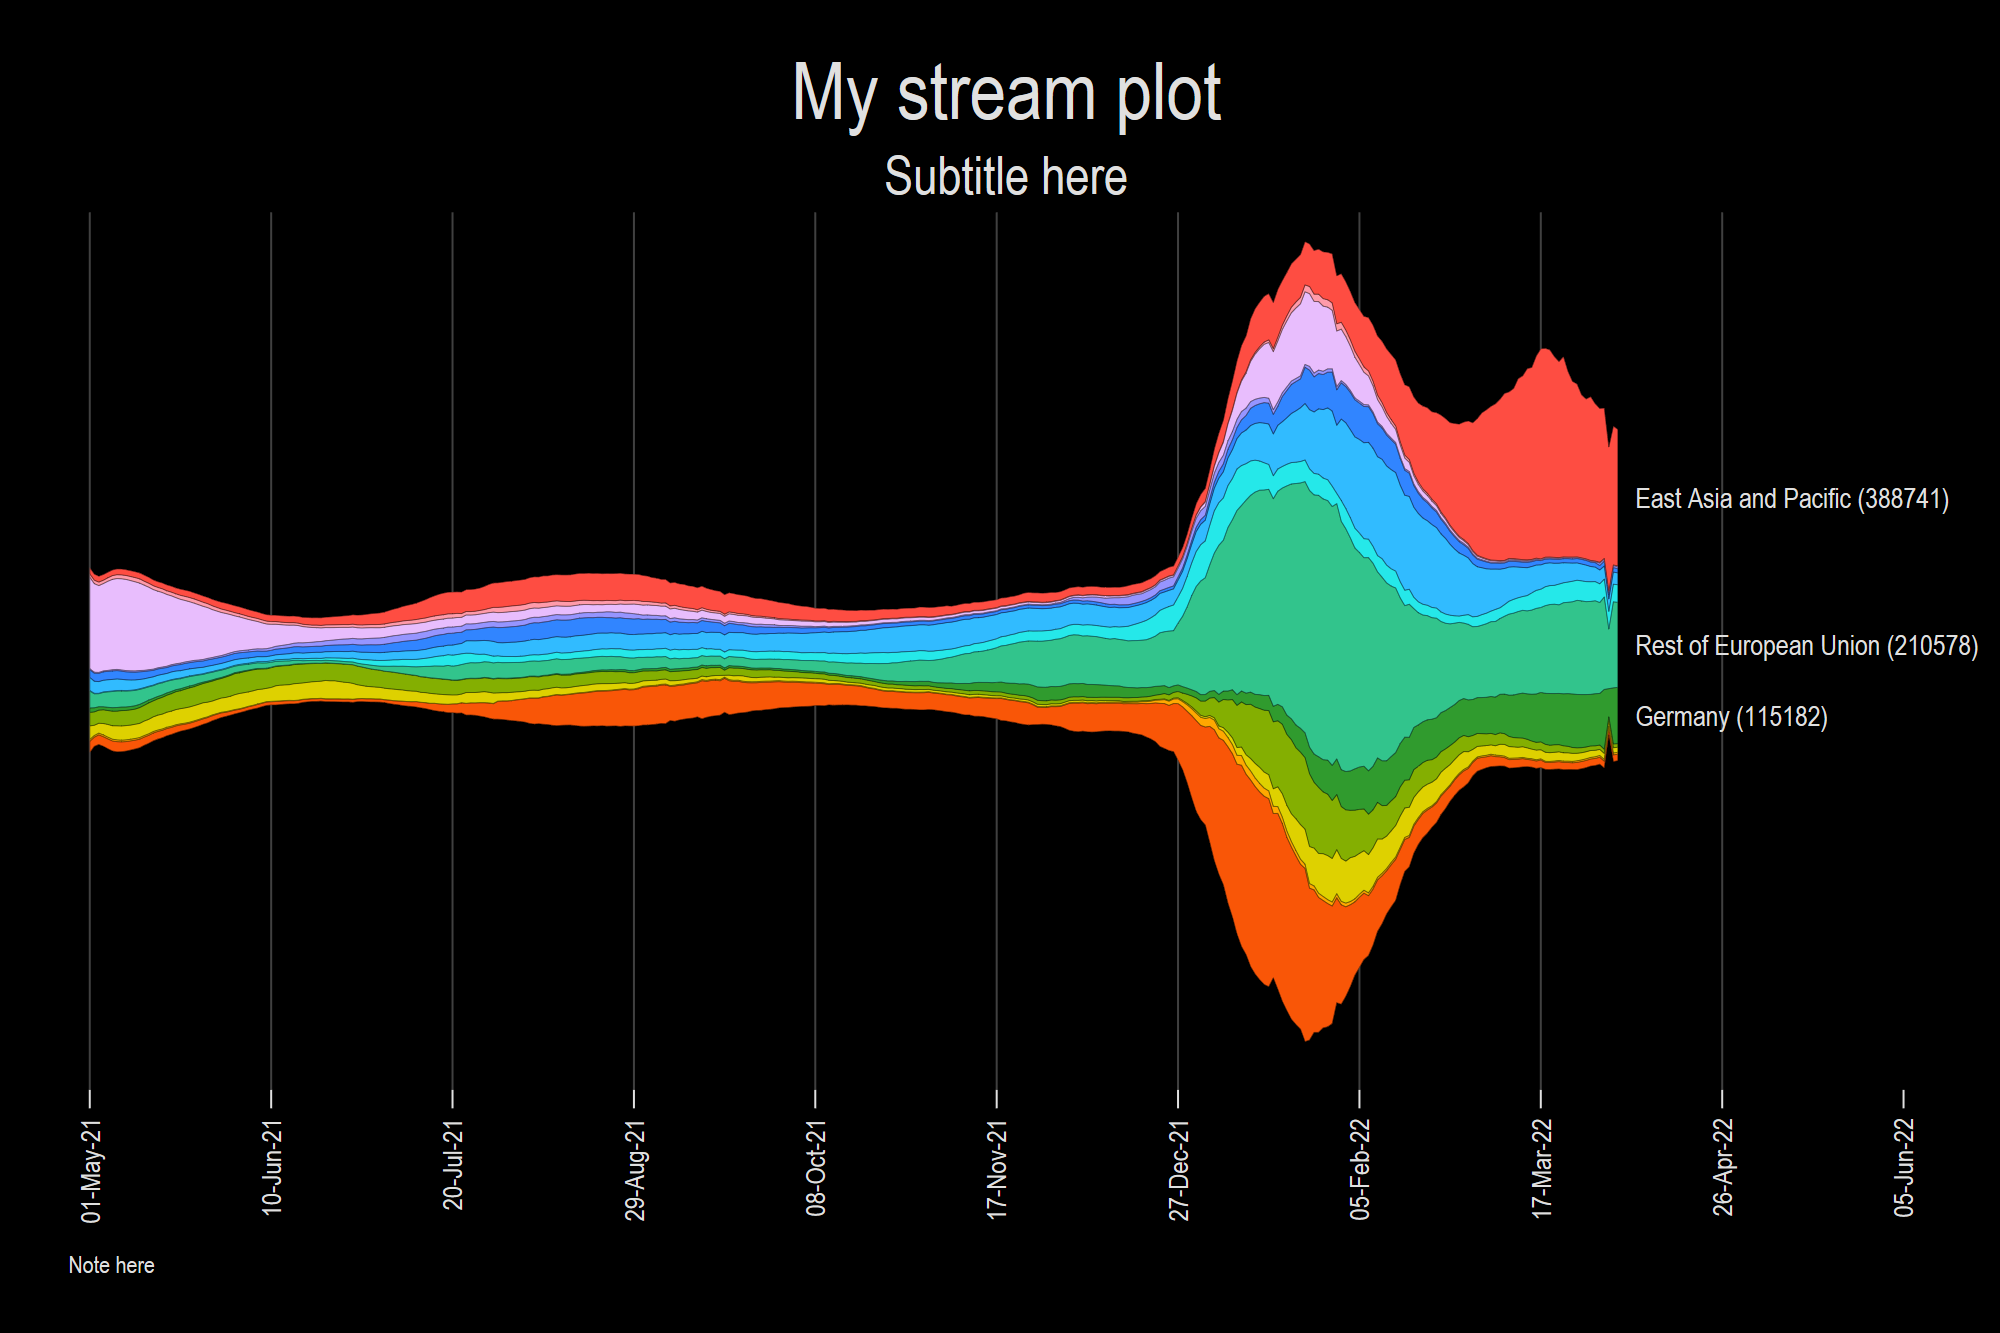 My stream plot
Subtitle here
East Asia and Pacific (388741)
Rest of European Union (210578)
Germany (115182)
01-May-21
10-Jun-21
20-Jul-21
29-Aug-21
08-Oct-21
17-Nov-21
27-Dec-21
05-Feb-22
17-Mar-22
26-Apr-22
05-Jun-22
Note here